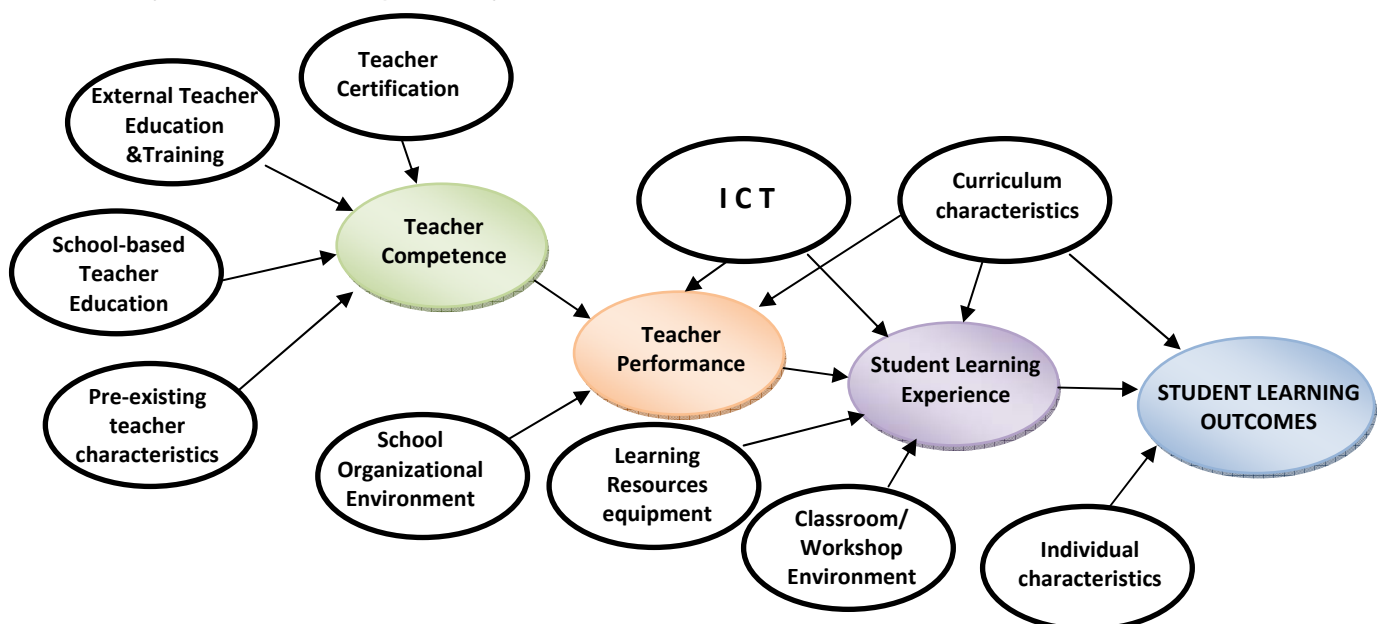 Teacher
Certification
External Teacher
Education
&Training
I C T
Curriculum
characteristics
Teacher
Competence
School-based
Teacher
Education
Teacher
Performance
Student Learning
Experience
STUDENT LEARNING
OUTCOMES
Pre-existing
teacher
characteristics
School
Organizational
Environment
Learning
Resources
equipment
Classroom/
Workshop
Environment
Individual
characteristics